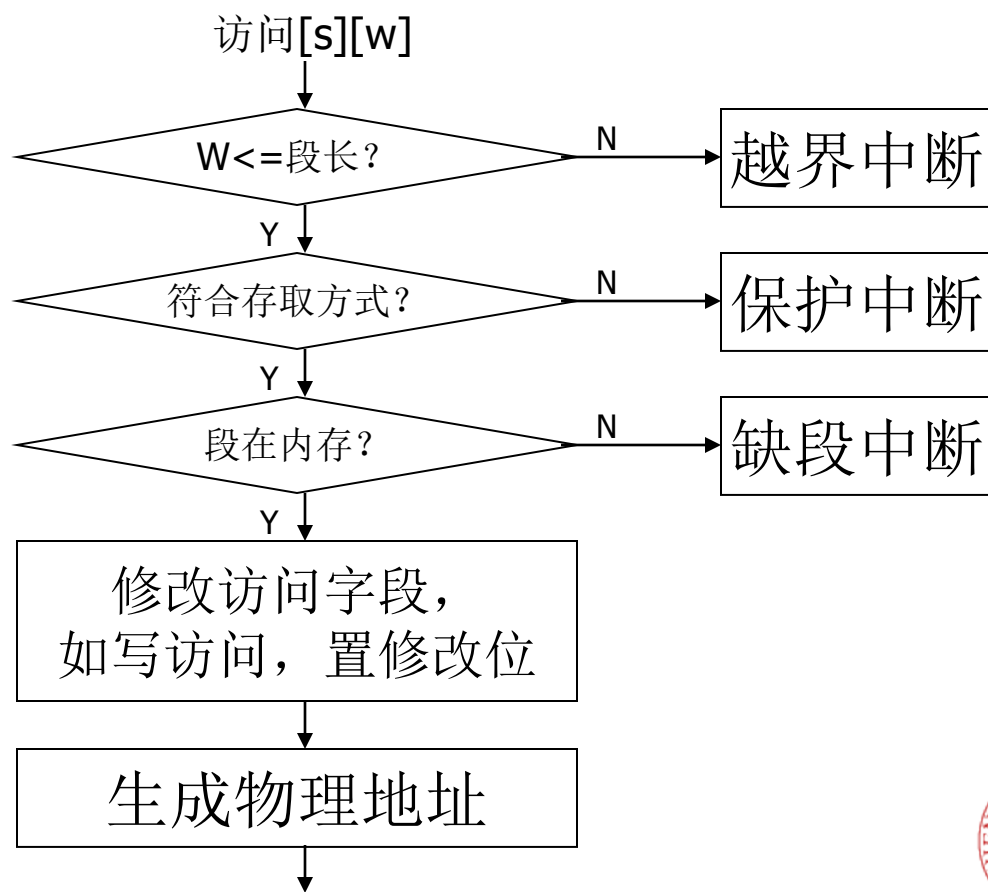 访问[s][w]
W<=段长?
N
越界中断
Y
符合存取方式?
N
保护中断
Y
段在内存?
N
缺段中断
Y
修改访问字段,
如写访问, 置修改位
生成物理地址